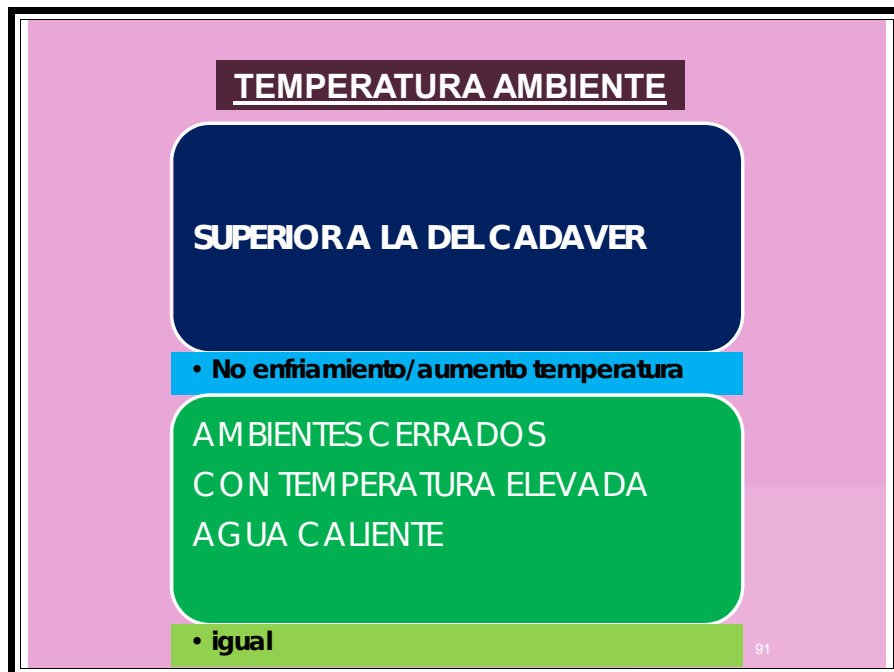 TEMPERATURA AMBIENTE
SUPERIOR A LA DEL CADAVER
• No enfriamiento/aumento temperatura
AMBIENTES CERRADOS
CON TEMPERATURA ELEVADA
AGUA CALIENTE
• igual
91